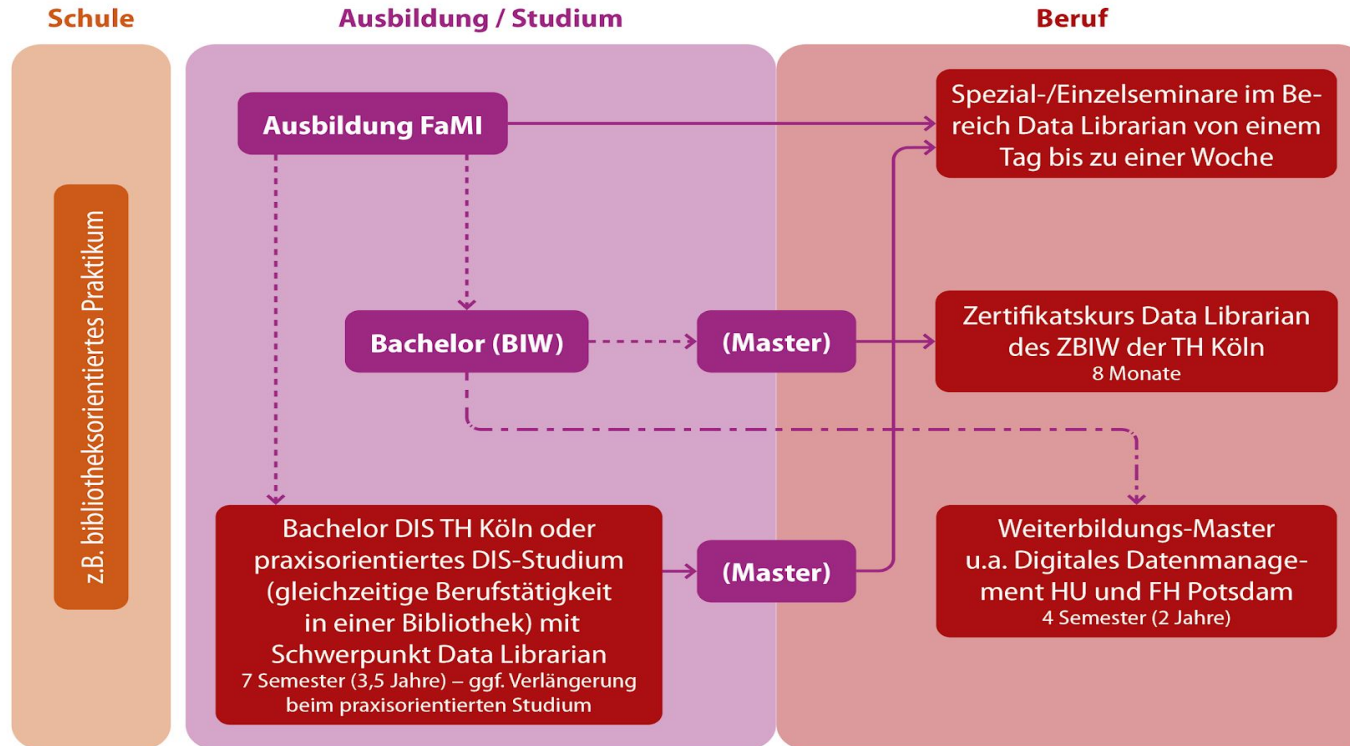 Schule
Ausbildung / Studium
Beruf
z.B. bibliotheksorientiertes Praktikum
Ausbildung FaMI
Spezial-/Einzelseminare im Be-
reich Data Librarian von einem
Tag bis zu einer Woche
Bachelor (BIW)
(Master)
Zertifikatskurs Data Librarian
des ZBIW der TH Köln
8 Monate
Bachelor DIS TH Köln oder
praxisorientiertes DIS-Studium
(gleichzeitige Berufstätigkeit
in einer Bibliothek) mit
Schwerpunkt Data Librarian
7 Semester (3,5 Jahre) – ggf. Verlängerung
beim praxisorientierten Studium
(Master)
Weiterbildungs-Master
u.a. Digitales Datenmanage-
ment HU und FH Potsdam
4 Semester (2 Jahre)